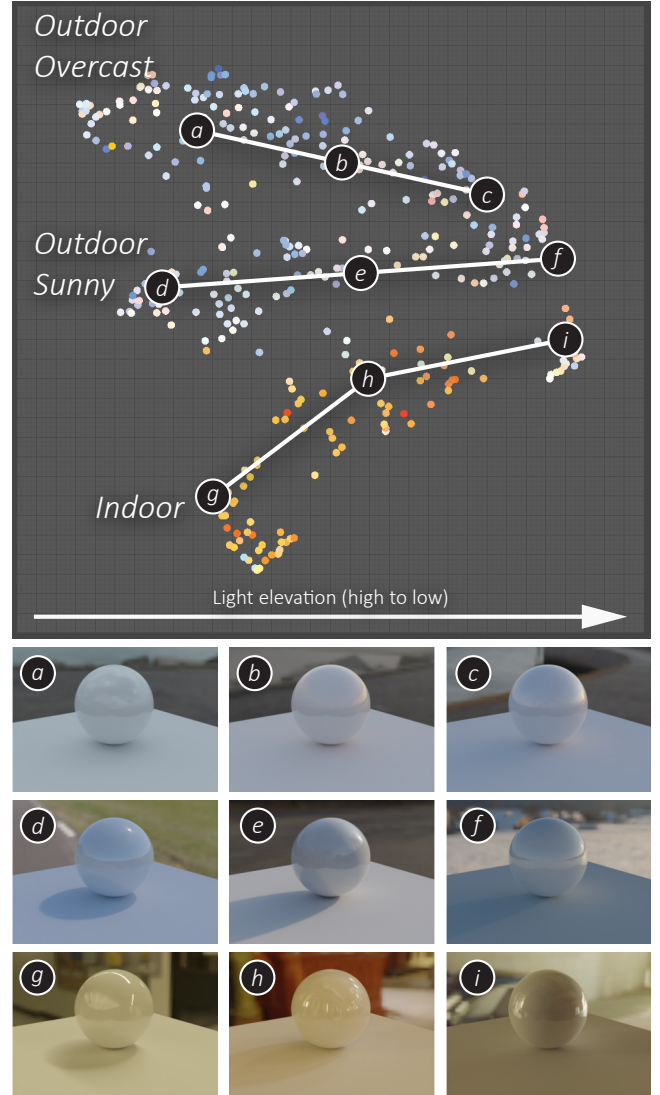 Outdoor
Overcast
a
b
c
Outdoor
Sunny
d
e
f
i
h
g
Indoor
Light elevation (high to low)
a
b
c
d
e
f
g
h
i